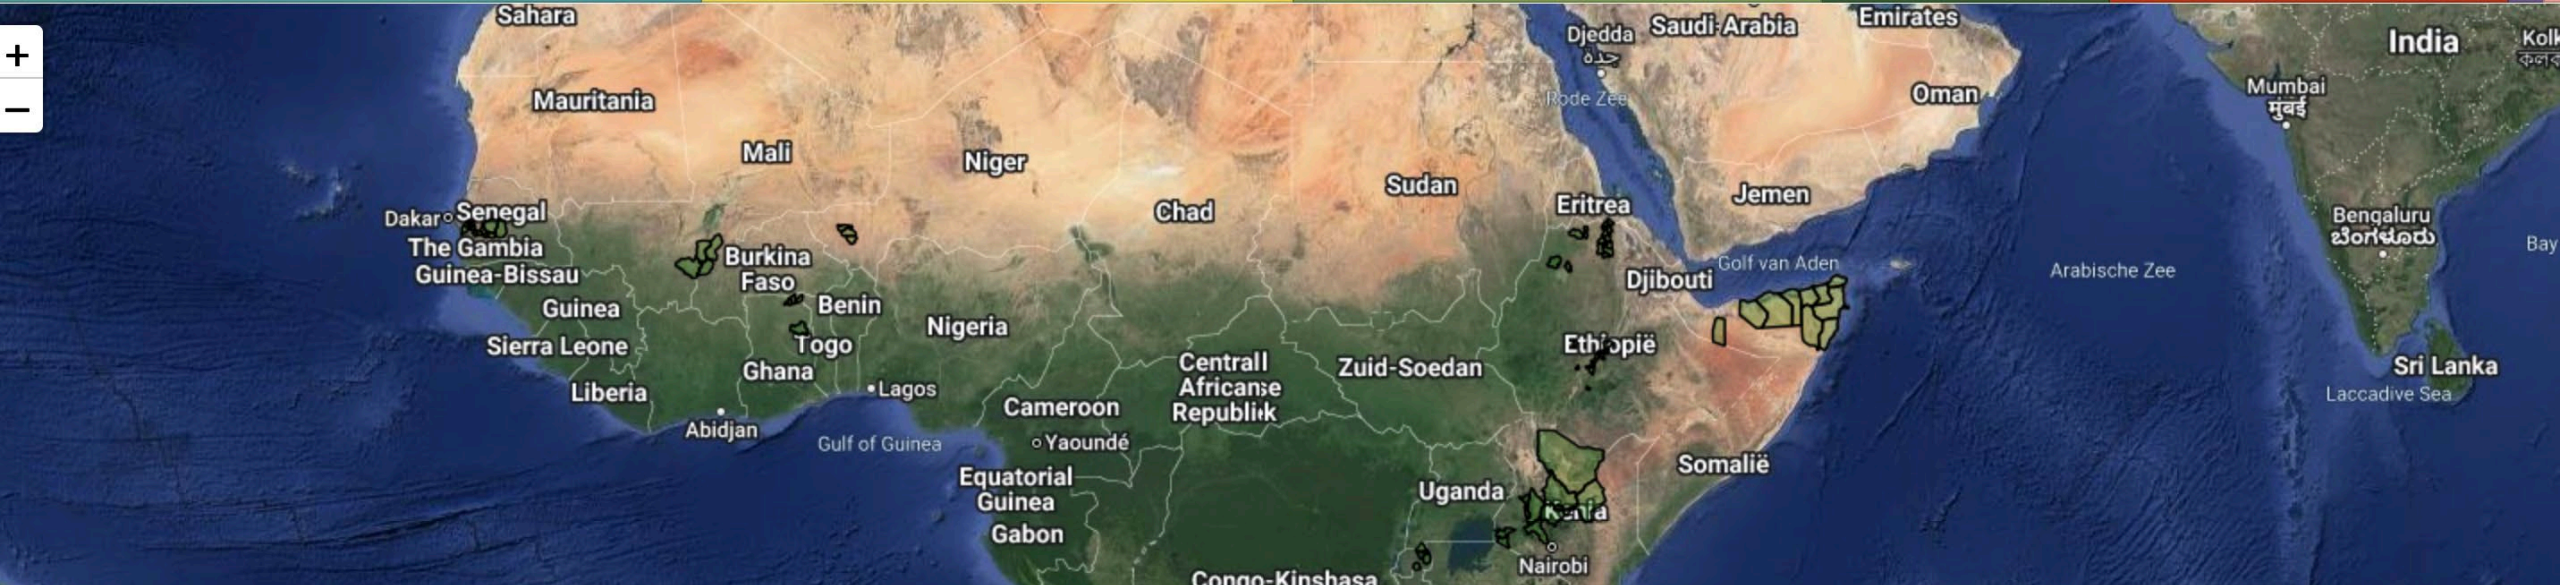 Sahara
Djedda
جدة
Saudi Arabia
Emirates
India
Kolk
কলক
Mauritania
Rode Zee
Oman
Mumbai
मुंबई
Mali
Niger
Sudan
Jemen
Chad
Eritrea
Dakar
Senegal
Bengaluru
ಬೆಂಗಳೂರು
The Gambia
Burkina
Faso
Golf van Aden
Bay
Guinea-Bissau
Djibouti
Arabische Zee
Guinea
Benin
Nigeria
Sierra Leone
Togo
Ethiopië
Ghana
Centraal
Afrikaanse
Republiek
Zuid-Soedan
Sri Lanka
Liberia
Lagos
Laccadive Sea
Cameroon
Abidjan
Gulf of Guinea
Yaoundé
Equatorial
Guinea
Somalië
Uganda
Kenia
Gabon
Nairobi
Congo-Kinshasa
+
−